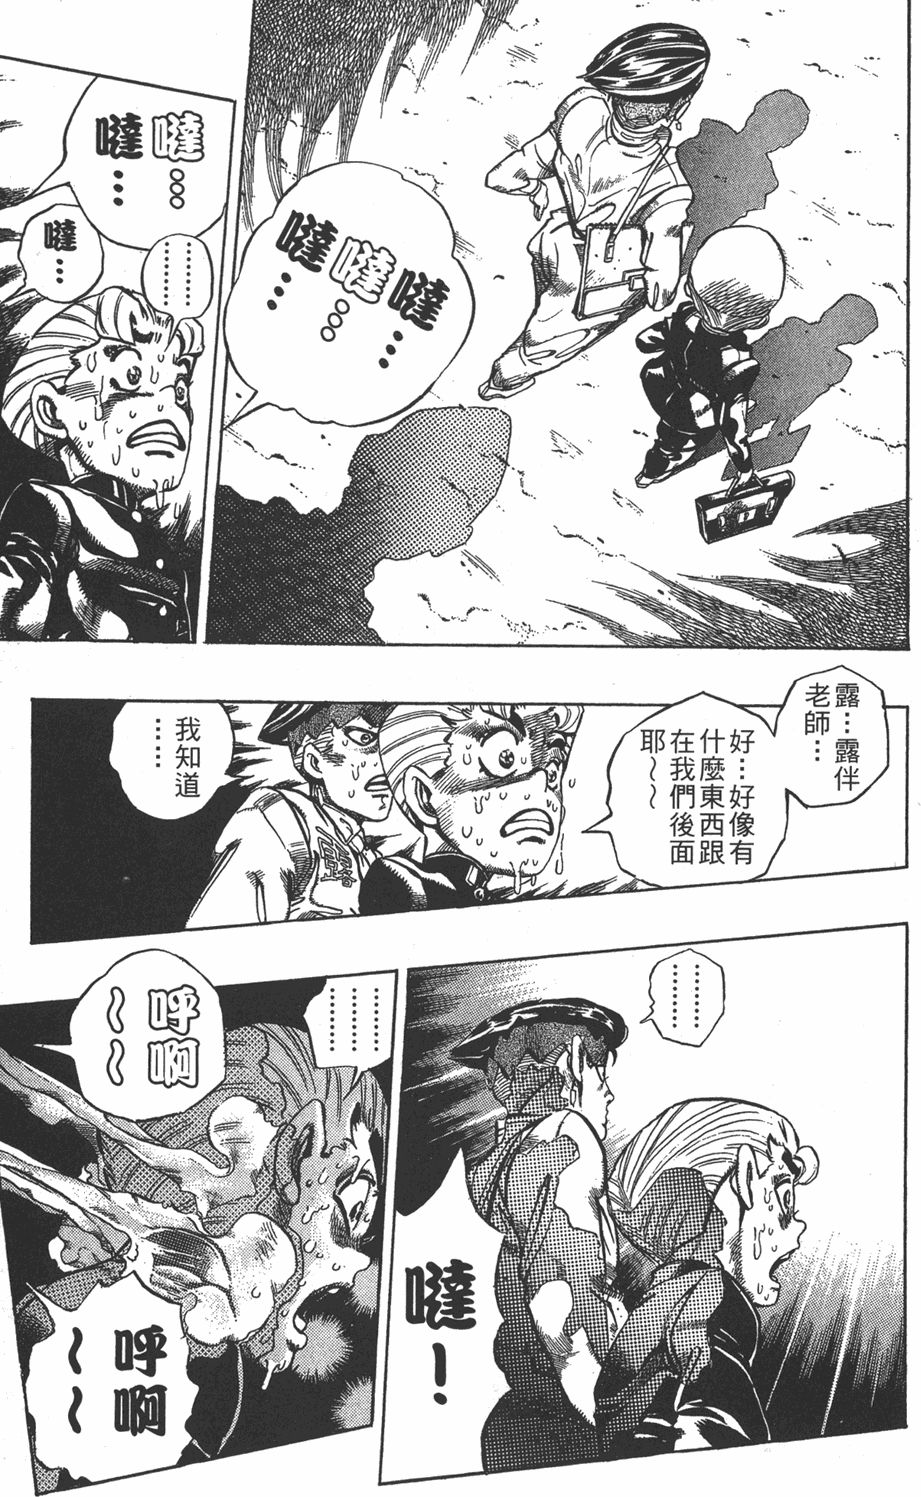 噠…
噠…
噠…
噠…
噠…
………
噠…
露…露伴
老師…
好…好像有
什麼東西跟
在我們後面
耶～～
我知道
……
………
噠！
………
呼啊
～～
呼啊
～～